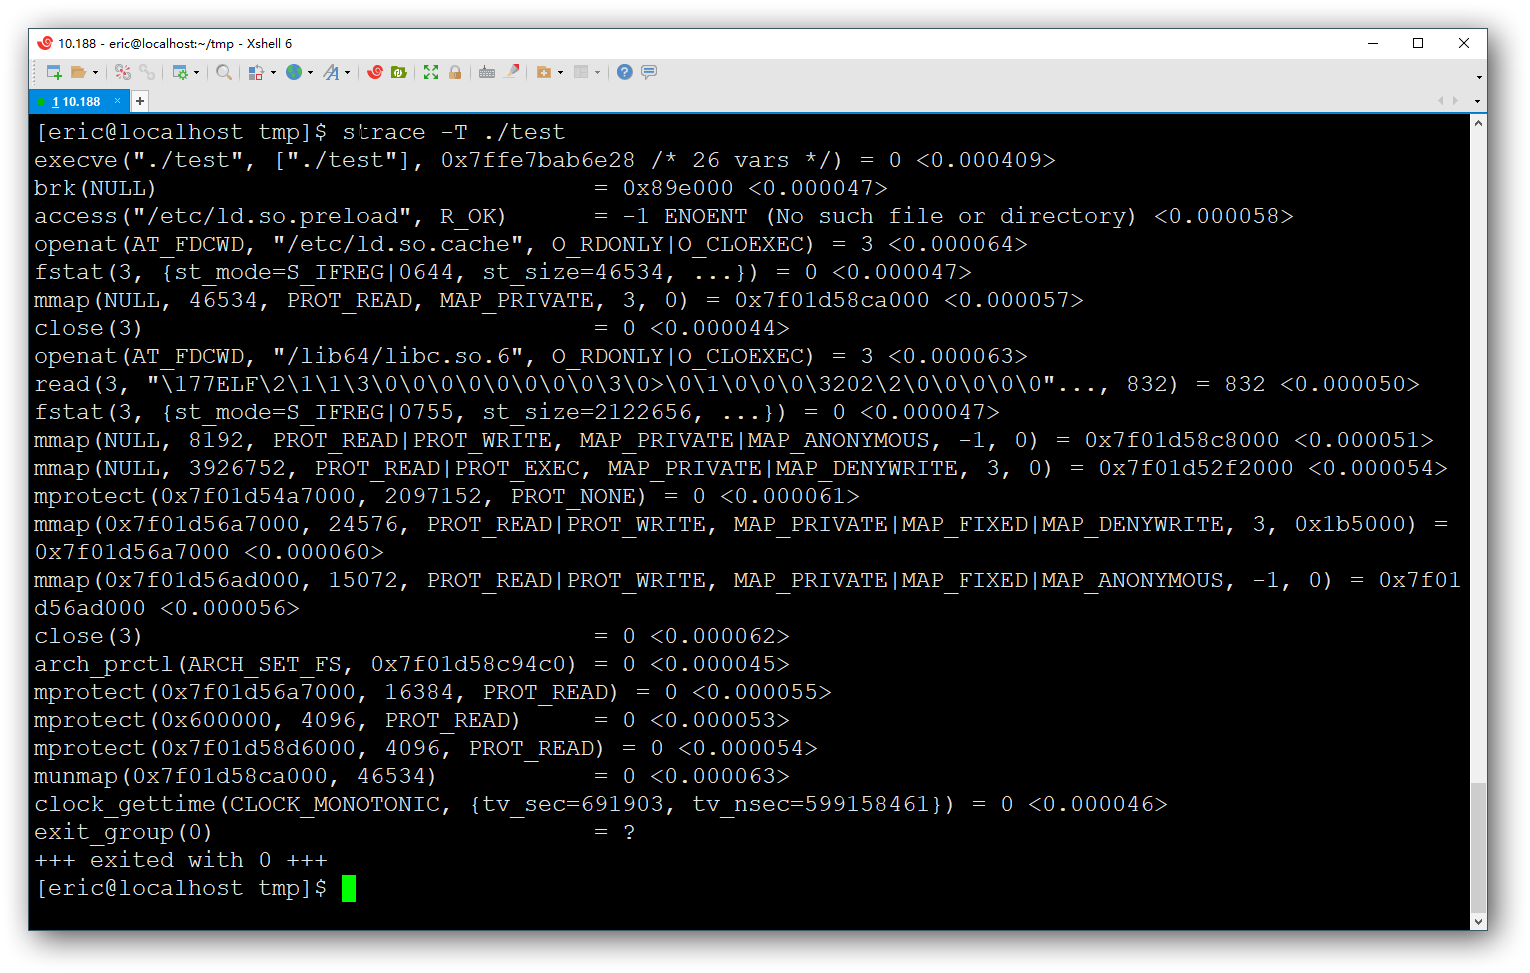 10.188 - eric@localhost:~/tmp - Xshell 6
1 10.188 × +
[eric@localhost tmp]$ strace -T ./test
execve("./test", ["./test"], 0x7ffe7bab6e28 /* 26 vars */) = 0 <0.000409>
brk(NULL)                               = 0x89e000 <0.000047>
access("/etc/ld.so.preload", R_OK)      = -1 ENOENT (No such file or directory) <0.000058>
openat(AT_FDCWD, "/etc/ld.so.cache", O_RDONLY|O_CLOEXEC) = 3 <0.000064>
fstat(3, {st_mode=S_IFREG|0644, st_size=46534, ...}) = 0 <0.000047>
mmap(NULL, 46534, PROT_READ, MAP_PRIVATE, 3, 0) = 0x7f01d58ca000 <0.000057>
close(3)                                = 0 <0.000044>
openat(AT_FDCWD, "/lib64/libc.so.6", O_RDONLY|O_CLOEXEC) = 3 <0.000063>
read(3, "\177ELF\2\1\1\3\0\0\0\0\0\0\0\0\3\0>\0\1\0\0\0\3202\2\0\0\0\0\0"..., 832) = 832 <0.000050>
fstat(3, {st_mode=S_IFREG|0755, st_size=2122656, ...}) = 0 <0.000047>
mmap(NULL, 8192, PROT_READ|PROT_WRITE, MAP_PRIVATE|MAP_ANONYMOUS, -1, 0) = 0x7f01d58c8000 <0.000051>
mmap(NULL, 3926752, PROT_READ|PROT_EXEC, MAP_PRIVATE|MAP_DENYWRITE, 3, 0) = 0x7f01d52f2000 <0.000054>
mprotect(0x7f01d54a7000, 2097152, PROT_NONE) = 0 <0.000061>
mmap(0x7f01d56a7000, 24576, PROT_READ|PROT_WRITE, MAP_PRIVATE|MAP_FIXED|MAP_DENYWRITE, 3, 0x1b5000) =
0x7f01d56a7000 <0.000060>
mmap(0x7f01d56ad000, 15072, PROT_READ|PROT_WRITE, MAP_PRIVATE|MAP_FIXED|MAP_ANONYMOUS, -1, 0) = 0x7f01
d56ad000 <0.000056>
close(3)                                = 0 <0.000062>
arch_prctl(ARCH_SET_FS, 0x7f01d58c94c0) = 0 <0.000045>
mprotect(0x7f01d56a7000, 16384, PROT_READ) = 0 <0.000055>
mprotect(0x600000, 4096, PROT_READ)     = 0 <0.000053>
mprotect(0x7f01d58d6000, 4096, PROT_READ) = 0 <0.000054>
munmap(0x7f01d58ca000, 46534)           = 0 <0.000063>
clock_gettime(CLOCK_MONOTONIC, {tv_sec=691903, tv_nsec=599158461}) = 0 <0.000046>
exit_group(0)                           = ?
+++ exited with 0 +++
[eric@localhost tmp]$